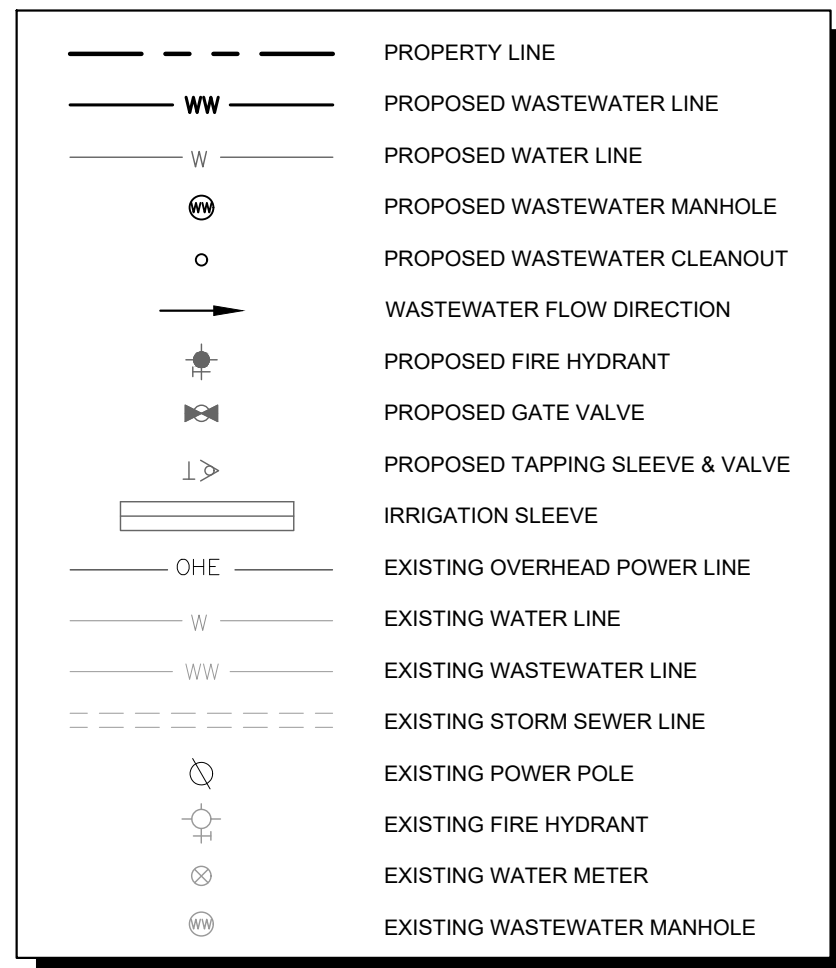 PROPERTY LINE
WW PROPOSED WASTEWATER LINE
W PROPOSED WATER LINE
WW PROPOSED WASTEWATER MANHOLE
PROPOSED WASTEWATER CLEANOUT
WASTEWATER FLOW DIRECTION
PROPOSED FIRE HYDRANT
PROPOSED GATE VALVE
PROPOSED TAPPING SLEEVE & VALVE
IRRIGATION SLEEVE
OHE EXISTING OVERHEAD POWER LINE
W EXISTING WATER LINE
WW EXISTING WASTEWATER LINE
EXISTING STORM SEWER LINE
EXISTING POWER POLE
EXISTING FIRE HYDRANT
EXISTING WATER METER
WW EXISTING WASTEWATER MANHOLE